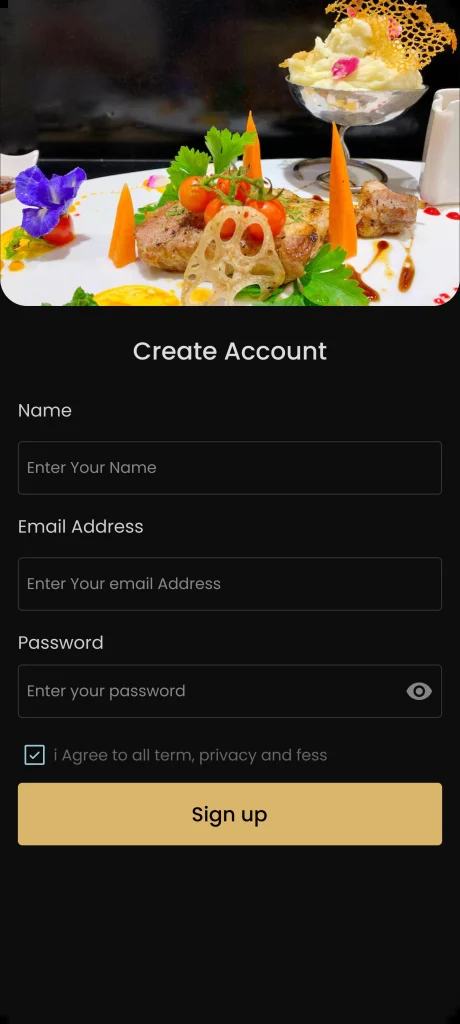 Create Account
Name
Enter Your Name
Email Address
Enter Your email Address
Password
Enter your password
i Agree to all term, privacy and fess
Sign up